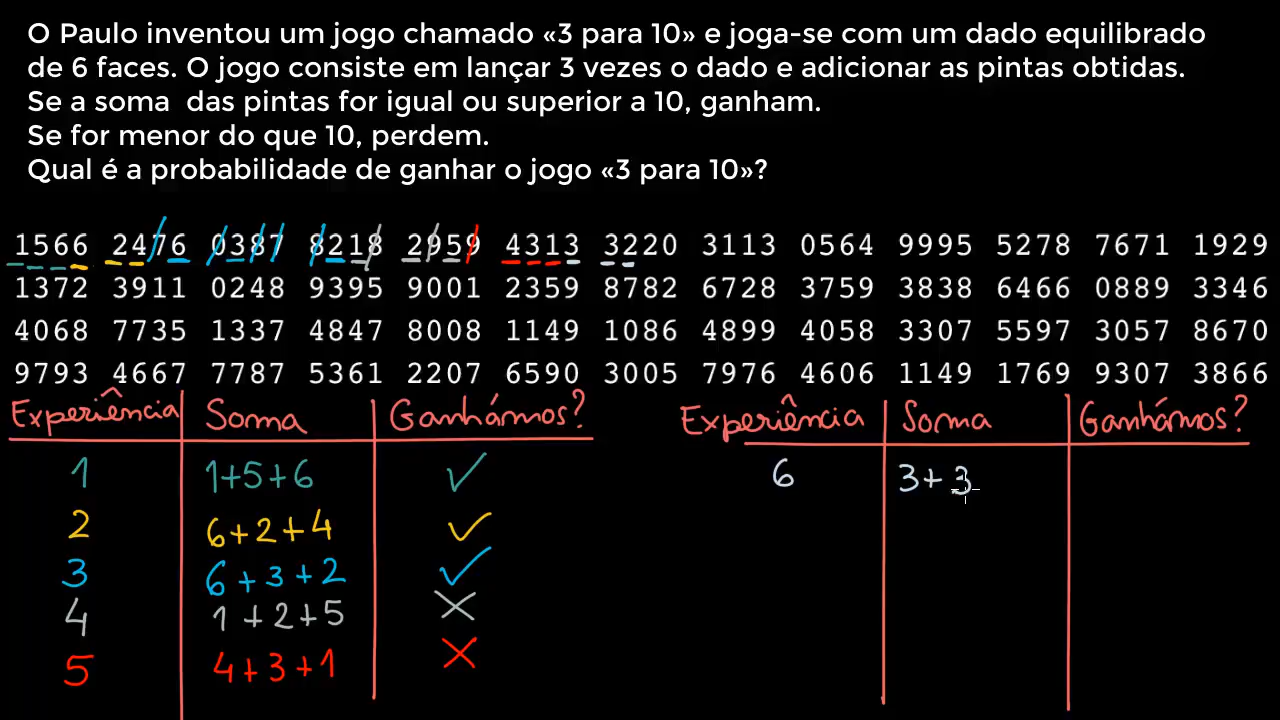 O Paulo inventou um jogo chamado «3 para 10» e joga-se com um dado equilibrado
de 6 faces. O jogo consiste em lançar 3 vezes o dado e adicionar as pintas obtidas.
Se a soma das pintas for igual ou superior a 10, ganham.
Se for menor do que 10, perdem.
Qual é a probabilidade de ganhar o jogo «3 para 10»?
1566 2476 0387 8218 2959 4313 3220 3113 0564 9995 5278 7671 1929
1372 3911 0248 9395 9001 2359 8782 6728 3759 3838 6466 0889 3346
4068 7735 1337 4847 8008 1149 1086 4899 4058 3307 5597 3057 8670
9793 4667 7787 5361 2207 6590 3005 7976 4606 1149 1769 9307 3866
Experiência Soma Ganhámos? Experiência Soma Ganhámos?
1 1+5+6 ✓ 6 3+3
2 6+2+4 ✓
3 6+3+2 ✓
4 1+2+5 ×
5 4+3+1 ×